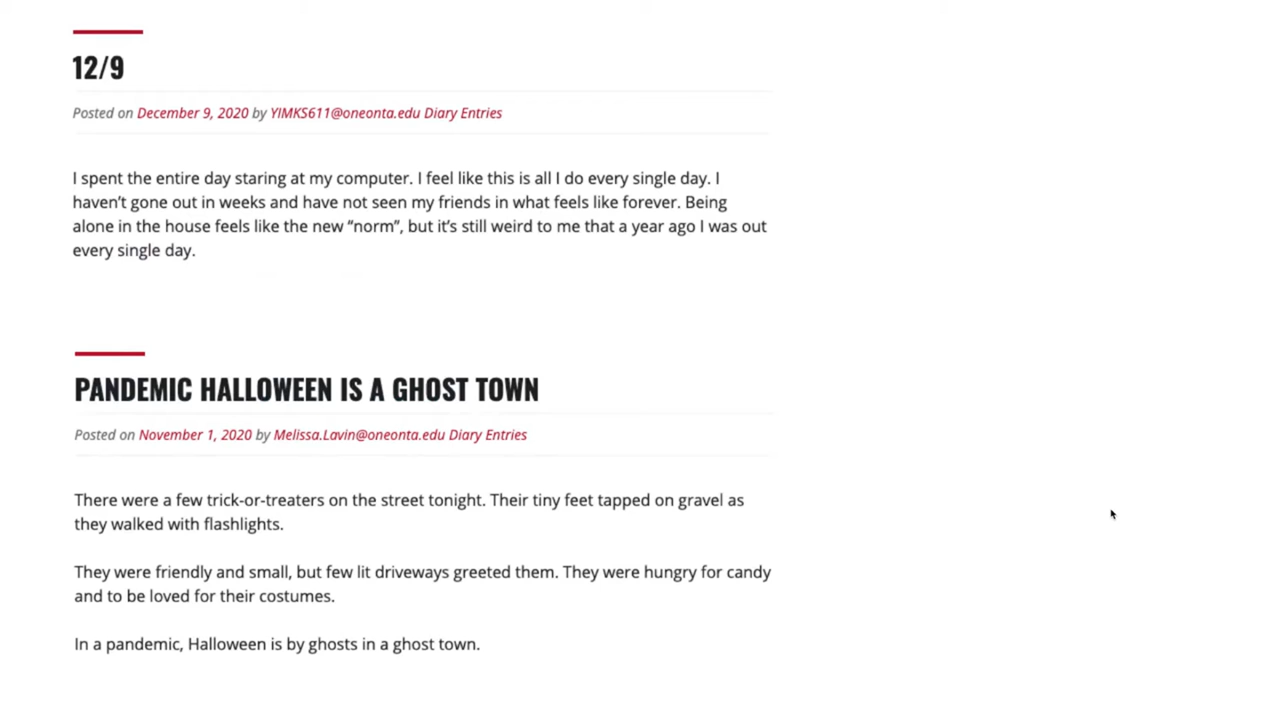 12/9
Posted on December 9, 2020 by YIMKS611@oneonta.edu Diary Entries
I spent the entire day staring at my computer. I feel like this is all I do every single day. I
haven’t gone out in weeks and have not seen my friends in what feels like forever. Being
alone in the house feels like the new “norm”, but it’s still weird to me that a year ago I was out
every single day.
PANDEMIC HALLOWEEN IS A GHOST TOWN
Posted on November 1, 2020 by Melissa.Lavin@oneonta.edu Diary Entries
There were a few trick-or-treaters on the street tonight. Their tiny feet tapped on gravel as
they walked with flashlights.
They were friendly and small, but few lit driveways greeted them. They were hungry for candy
and to be loved for their costumes.
In a pandemic, Halloween is by ghosts in a ghost town.